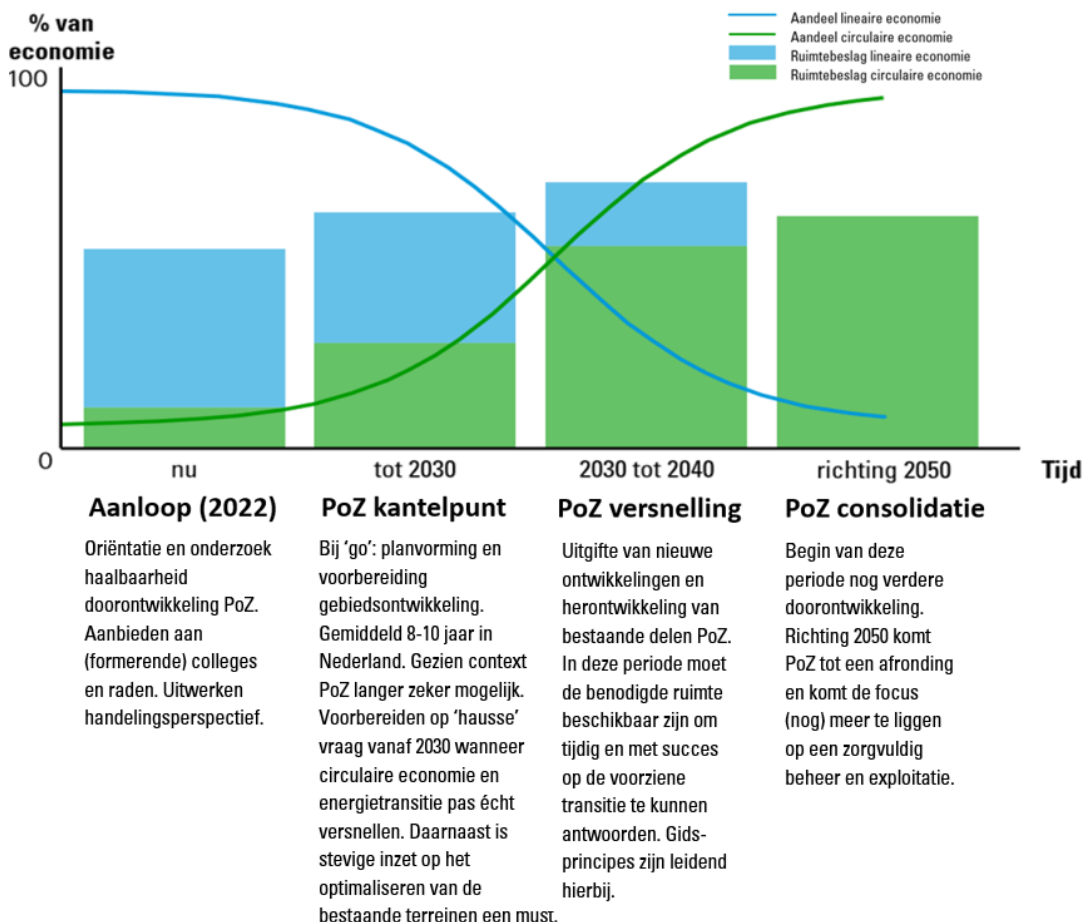 % van
economie
100
0
Aandeel lineaire economie
Aandeel circulaire economie
Ruimtebeslag lineaire economie
Ruimtebeslag circulaire economie
nu
tot 2030
2030 tot 2040
richting 2050
Tijd
Aanloop (2022)
Oriëntatie en onderzoek
haalbaarheid
doorontwikkeling PoZ.
Aanbieden aan
(formerende) colleges
en raden. Uitwerken
handelingsperspectief.
PoZ kantelpunt
Bij ‘go’: planvorming en
voorbereiding
gebiedsontwikkeling.
Gemiddeld 8-10 jaar in
Nederland. Gezien context
PoZ langer zeker mogelijk.
Voorbereiden op ‘hausse’
vraag vanaf 2030 wanneer
circulaire economie en
energietransitie pas écht
versnellen. Daarnaast is
stevige inzet op het
optimaliseren van de
bestaande terreinen een must.
PoZ versnelling
Uitgifte van nieuwe
ontwikkelingen en
herontwikkeling van
bestaande delen PoZ.
In deze periode moet
de benodigde ruimte
beschikbaar zijn om
tijdig en met succes
op de voorziene
transitie te kunnen
antwoorden. Gids-
principes zijn leidend
hierbij.
PoZ consolidatie
Begin van deze
periode nog verdere
doorontwikkeling.
Richting 2050 komt
PoZ tot een afronding
en komt de focus
(nog) meer te liggen
op een zorgvuldig
beheer en exploitatie.